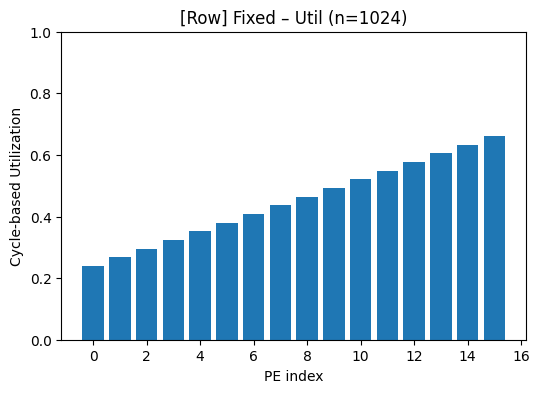 [Row] Fixed – Util (n=1024)
Cycle-based Utilization
1.0
0.8
0.6
0.4
0.2
0.0
0 2 4 6 8 10 12 14 16
PE index